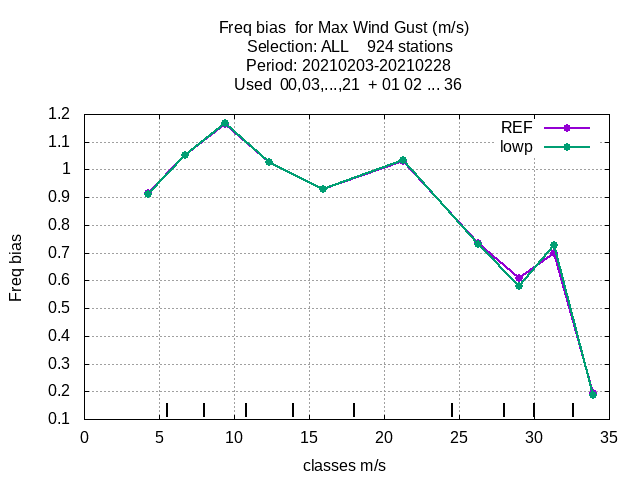 Freq bias  for Max Wind Gust (m/s)
Selection: ALL    924 stations
Period: 20210203-20210228
Used  00,03,...,21  + 01 02 ... 36
REF
lowp
1.2
1.1
1
0.9
0.8
0.7
0.6
0.5
0.4
0.3
0.2
0.1
Freq bias
0 5 10 15 20 25 30 35
classes m/s